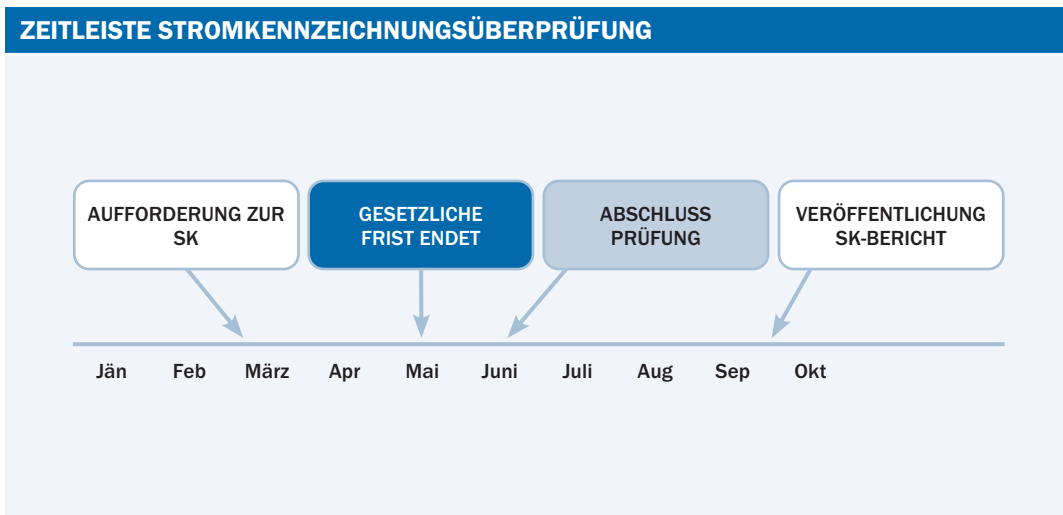 ZEITLEISTE STROMKENNZEICHNUNGSÜBERPRÜFUNG
AUFFORDERUNG ZUR
SK
GESETZLICHE
FRIST ENDET
ABSCHLUSS
PRÜFUNG
VERÖFFENTLICHUNG
SK-BERICHT
Jän Feb März Apr Mai Juni Juli Aug Sep Okt